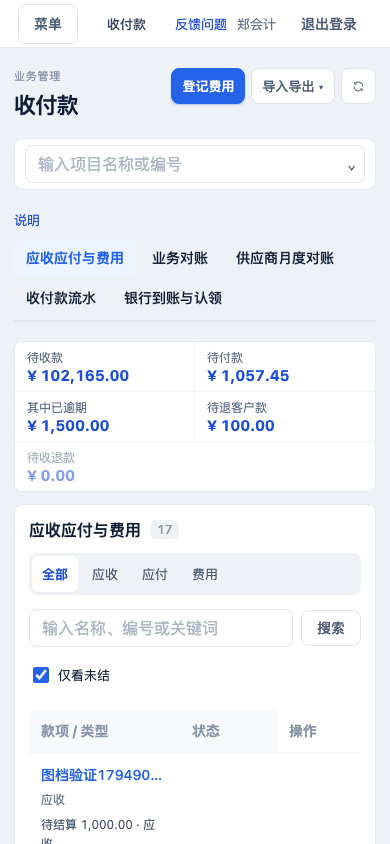 菜单 收付款 反馈问题 郑会计 退出登录
业务管理
收付款
登记费用 导入导出 ▾
输入项目名称或编号
说明
应收应付与费用 业务对账 供应商月度对账
收付款流水 银行到账与认领
待收款 待付款
¥ 102,165.00 ¥ 1,057.45
其中已逾期 待退客户款
¥ 1,500.00 ¥ 100.00
待收退款
¥ 0.00
应收应付与费用 17
全部 应收 应付 费用
输入名称、编号或关键词 搜索
仅看未结
款项 / 类型 状态 操作
图档验证179490...
应收
待结算 1,000.00 · 应
收